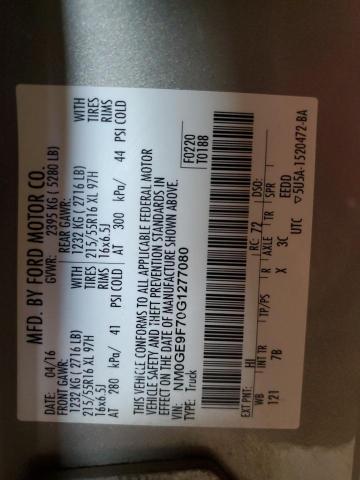 MFD. BY FORD MOTOR CO.
DATE: 04/16 GVWR: 2395 KG ( 5280 LB)
FRONT GAWR: REAR GAWR:
1232 KG ( 2716 LB) WITH 1232 KG ( 2716 LB) WITH
215/55R16 XL 97H TIRES 215/55R16 XL 97H TIRES
16x6.5J RIMS 16x6.5J RIMS
AT 280 kPa/ 41 PSI COLD AT 300 kPa/ 44 PSI COLD
THIS VEHICLE CONFORMS TO ALL APPLICABLE FEDERAL MOTOR
VEHICLE SAFETY AND THEFT PREVENTION STANDARDS IN
EFFECT ON THE DATE OF MANUFACTURE SHOWN ABOVE.
VIN: NM0GE9F70G1277080
TYPE: Truck
F0220
T0188
EXT PNT: HI RC: 72 DSO:
WB INT TR TP/PS R AXLE TR SPR
121 7B X 3C EEDD
UTC ▽5U5A-1520472-BA